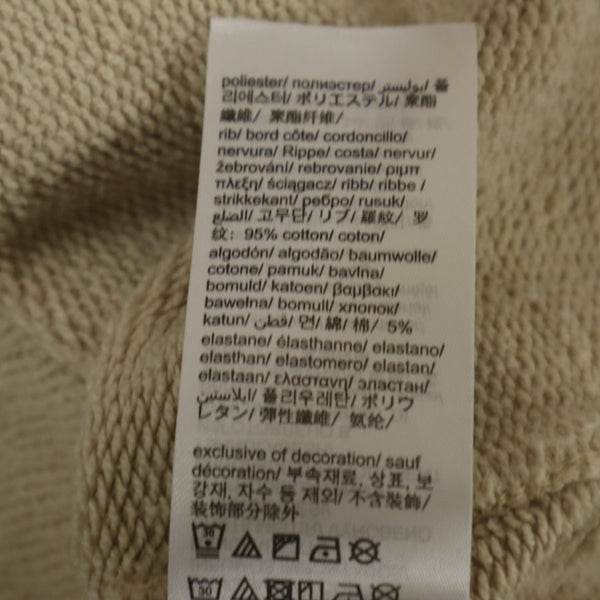 poliester/ полиэстер/ بوليستر/ 폴
리에스터/ ポリエステル/ 聚酯
纖維/ 聚酯纤维/
rib/ bord côte/ cordoncillo/
nervura/ Rippe/ costa/ nervur/
žebrování/ rebrovanie/ ριμπ
πλεξη/ ściągacz/ ribb/ ribbe /
strikkekant/ ребро/ rusuk/
الضلع/ 고무단/ リブ/ 羅紋/ 罗
纹: 95% cotton/ coton/
algodón/ algodão/ baumwolle/
cotone/ pamuk/ bavlna/
bomuld/ katoen/ βαμβακι/
bawełna/ bomull/ хлопок/
katun/ قطن/ 면/ 綿/ 棉/ 5%
elastane/ élasthanne/ elastano/
elasthan/ elastomero/ elastan/
elastaan/ ελαστανη/ эластан/
ايلاستين/ 폴리우레탄/ ポリウ
レタン/ 彈性纖維/ 氨纶/
exclusive of decoration/ sauf
décoration/ 부속재료, 상표, 보
강재, 자수 등 제외/ 不含裝飾/
装饰部分除外
30
30